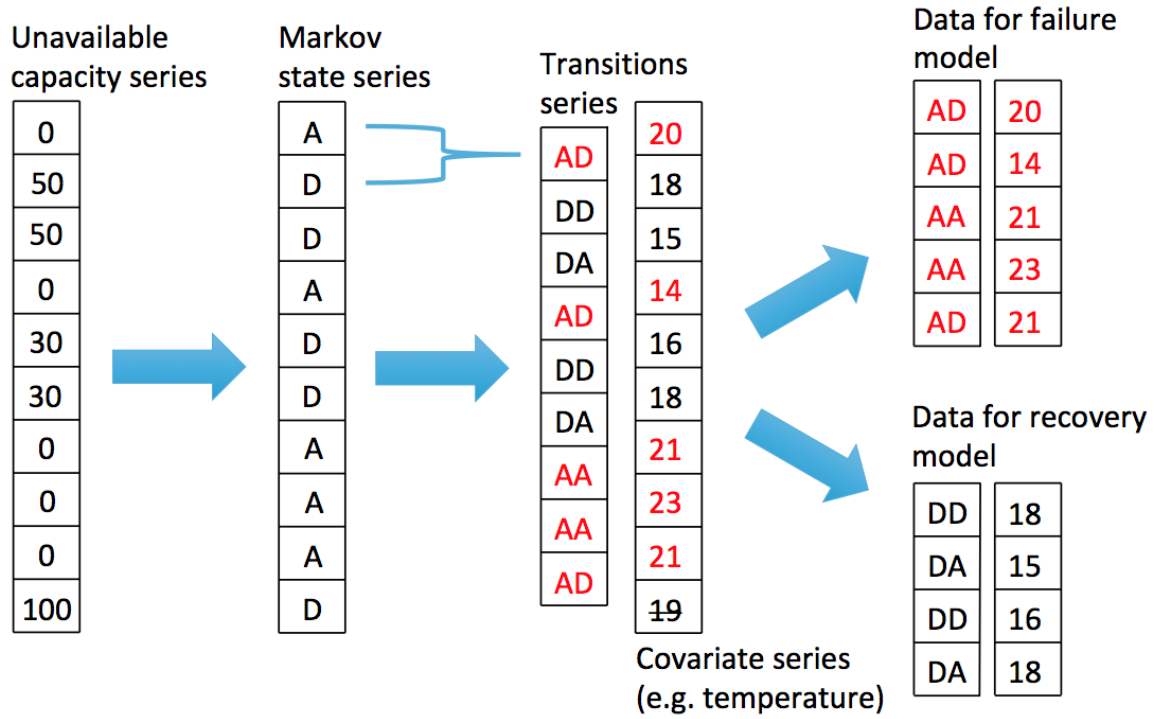 Unavailable
capacity series
0
50
50
0
30
30
0
0
0
100
Markov
state series
A
D
D
A
D
D
A
A
A
D
Transitions
series
AD
DD
DA
AD
DD
DA
AA
AA
AD
20
18
15
14
16
18
21
23
21
19
Covariate series
(e.g. temperature)
Data for failure
model
AD 20
AD 14
AA 21
AA 23
AD 21
Data for recovery
model
DD 18
DA 15
DD 16
DA 18